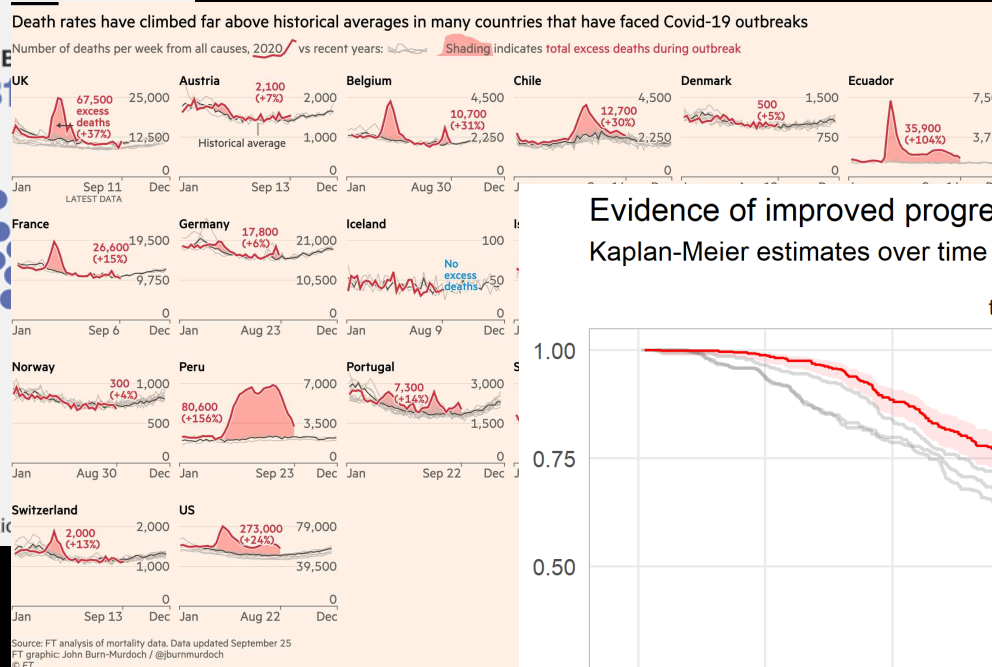 Death rates have climbed far above historical averages in many countries that have faced Covid-19 outbreaks
Number of deaths per week from all causes, 2020 vs recent years: Shading indicates total excess deaths during outbreak
UK
67,500
excess
deaths
(+37%)
25,000
12,500
0
Jan Sep 11 Dec
LATEST DATA
Austria
2,100
(+7%)
2,000
1,000
Historical average
0
Jan Sep 13 Dec
Belgium
4,500
10,700
(+31%)
2,250
0
Jan Aug 30 Dec
Chile
4,500
12,700
(+30%)
2,250
0
Jan Dec
Denmark
500
(+5%)
1,500
750
0
Jan Dec
Ecuador
35,900
(+104%)
Jan
France
26,600
(+15%)
19,500
9,750
0
Jan Sep 6 Dec
Germany
17,800
(+6%)
21,000
10,500
0
Jan Aug 23 Dec
Iceland
100
No
excess
deaths
50
0
Jan Aug 9 Dec
Norway
300
(+4%)
1,000
500
0
Jan Aug 30 Dec
Peru
80,600
(+156%)
7,000
3,500
0
Jan Sep 23 Dec
Portugal
7,300
(+14%)
3,000
1,500
0
Jan Sep 22 Dec
Switzerland
2,000
(+13%)
2,000
1,000
0
Jan Sep 13 Dec
US
273,000
(+24%)
79,000
39,500
0
Jan Aug 22 Dec
Source: FT analysis of mortality data. Data updated September 25
FT graphic: John Burn-Murdoch / @jburnmurdoch
© FT
Evidence of improved progre
Kaplan-Meier estimates over time
1.00
0.75
0.50